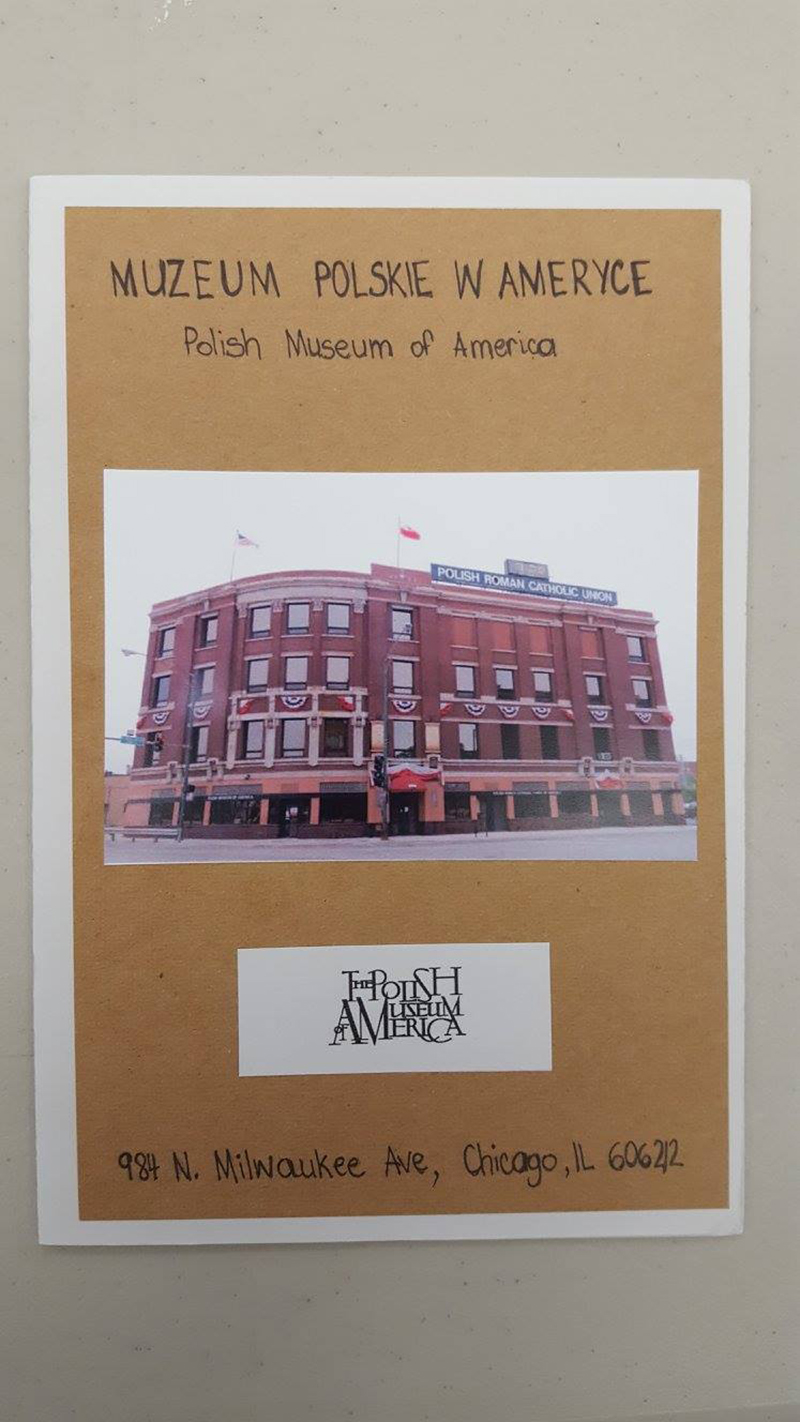 MUZEUM POLSKIE W AMERYCE
Polish Museum of America
POLISH ROMAN CATHOLIC UNION
THE POLISH
MUSEUM
OF AMERICA
984 N. Milwaukee Ave, Chicago, IL 60642